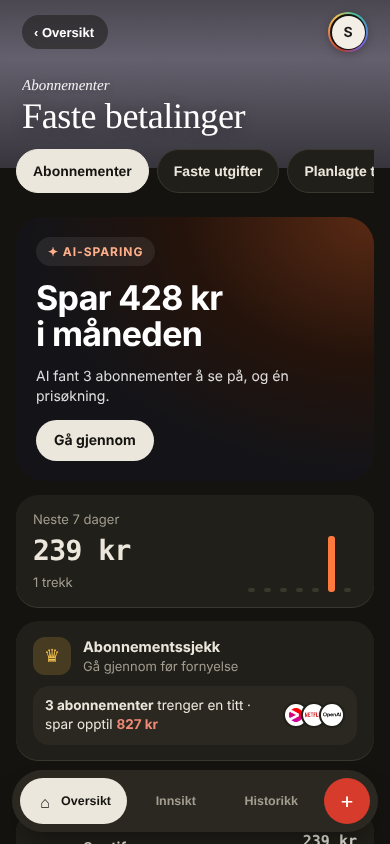 ‹ Oversikt
S
Abonnementer
Faste betalinger
Abonnementer
Faste utgifter
Planlagte t
✦ AI-SPARING
Spar 428 kr
i måneden
AI fant 3 abonnementer å se på, og én
prisøkning.
Gå gjennom
Neste 7 dager
239 kr
1 trekk
Abonnementssjekk
Gå gjennom før fornyelse
3 abonnementer trenger en titt ·
spar opptil 827 kr
OpenAI
Oversikt
Innsikt
Historikk
+
239 kr